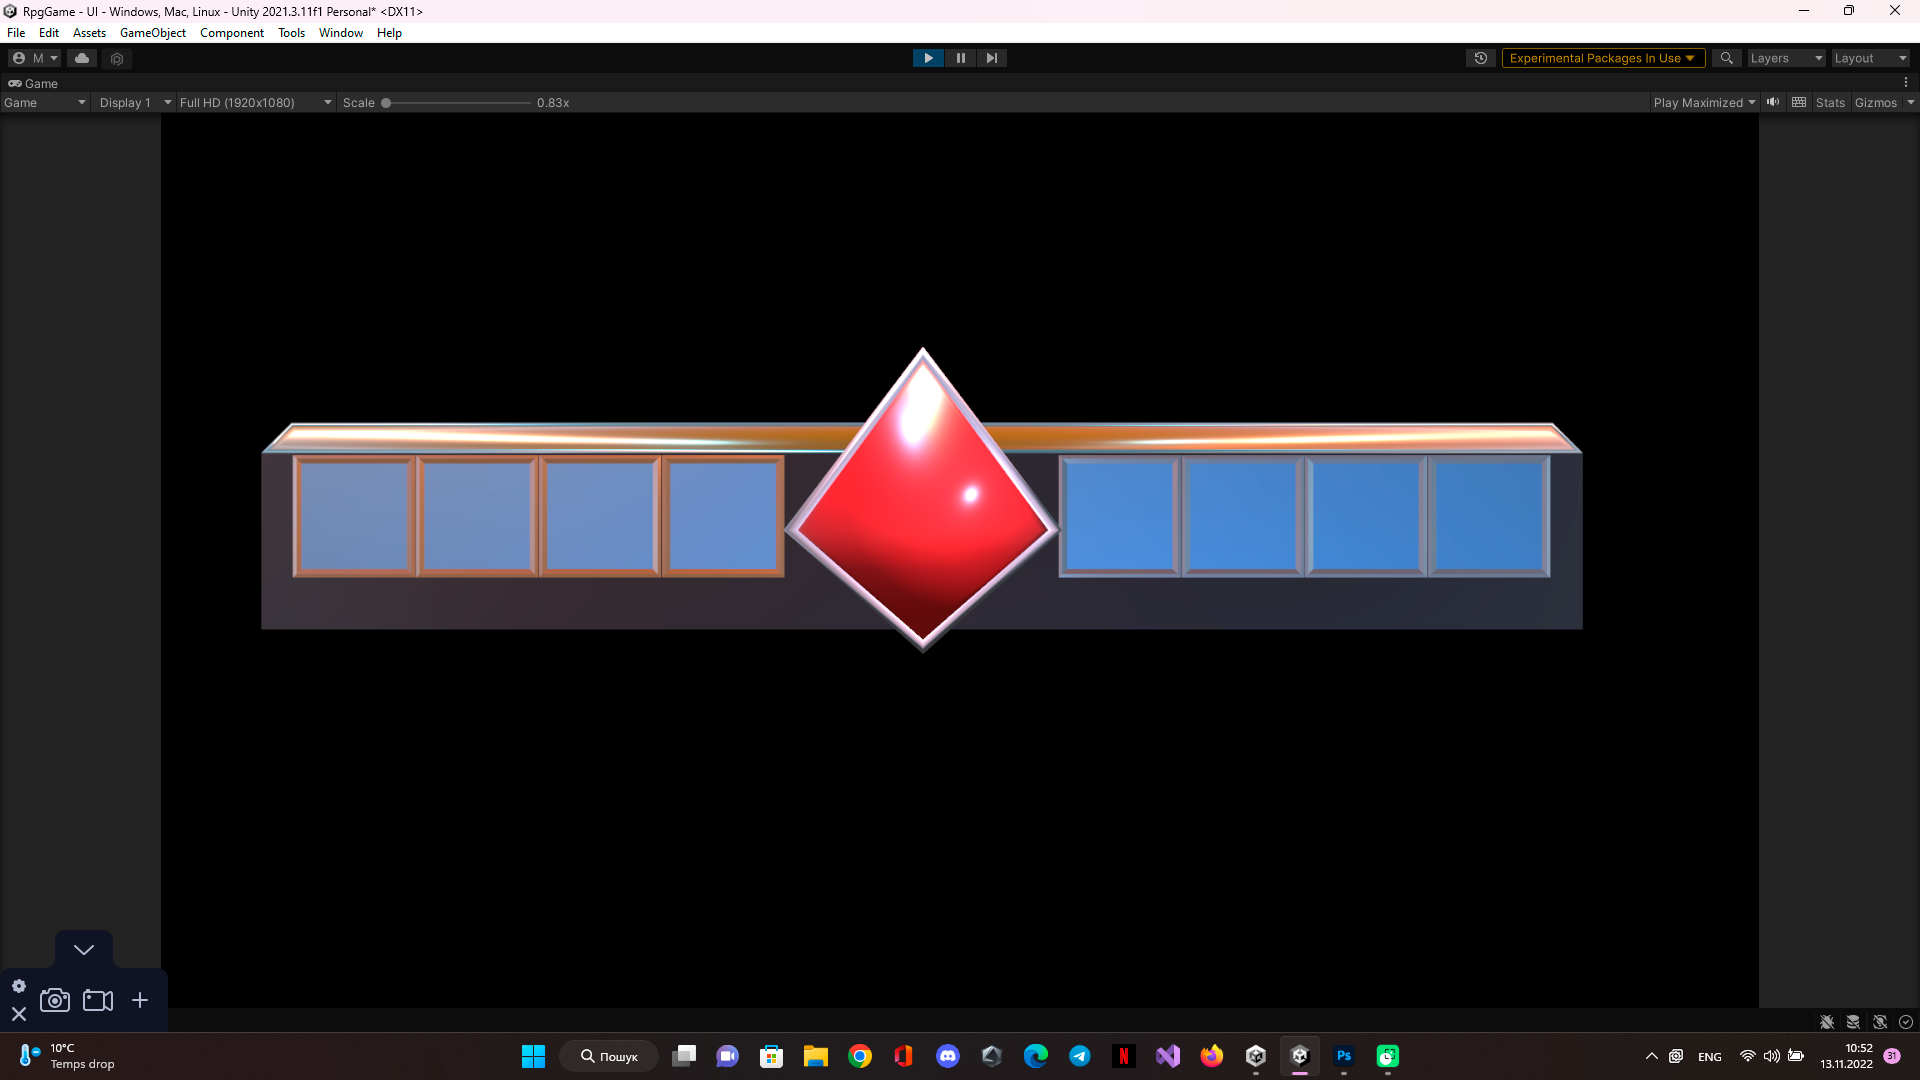 RpgGame - UI - Windows, Mac, Linux - Unity 2021.3.11f1 Personal* <DX11>
File Edit Assets GameObject Component Tools Window Help
M Experimental Packages In Use Layers Layout
Game
Game Display 1 Full HD (1920x1080) Scale 0.83x Play Maximized Stats Gizmos
10°C
Temps drop
Пошук
Ps
ENG
10:52
13.11.2022
31